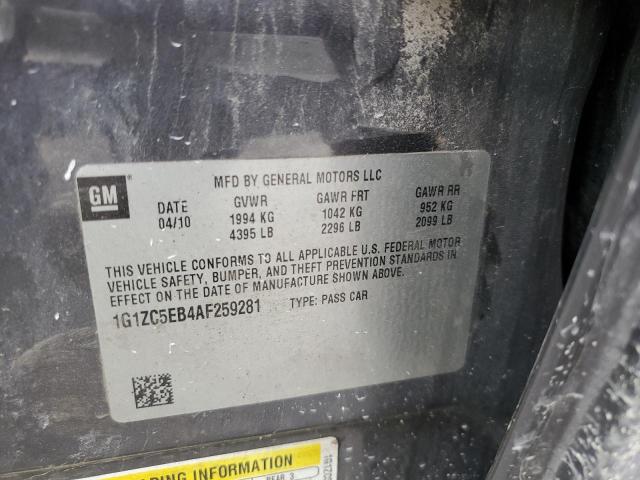 GM
MFD BY GENERAL MOTORS LLC
DATE GVWR GAWR FRT GAWR RR
04/10 1994 KG 1042 KG 952 KG
4395 LB 2296 LB 2099 LB
THIS VEHICLE CONFORMS TO ALL APPLICABLE U.S. FEDERAL MOTOR
VEHICLE SAFETY, BUMPER, AND THEFT PREVENTION STANDARDS IN
EFFECT ON THE DATE OF MANUFACTURE SHOWN ABOVE.
1G1ZC5EB4AF259281 TYPE: PASS CAR
INFORMATION
REAR 3